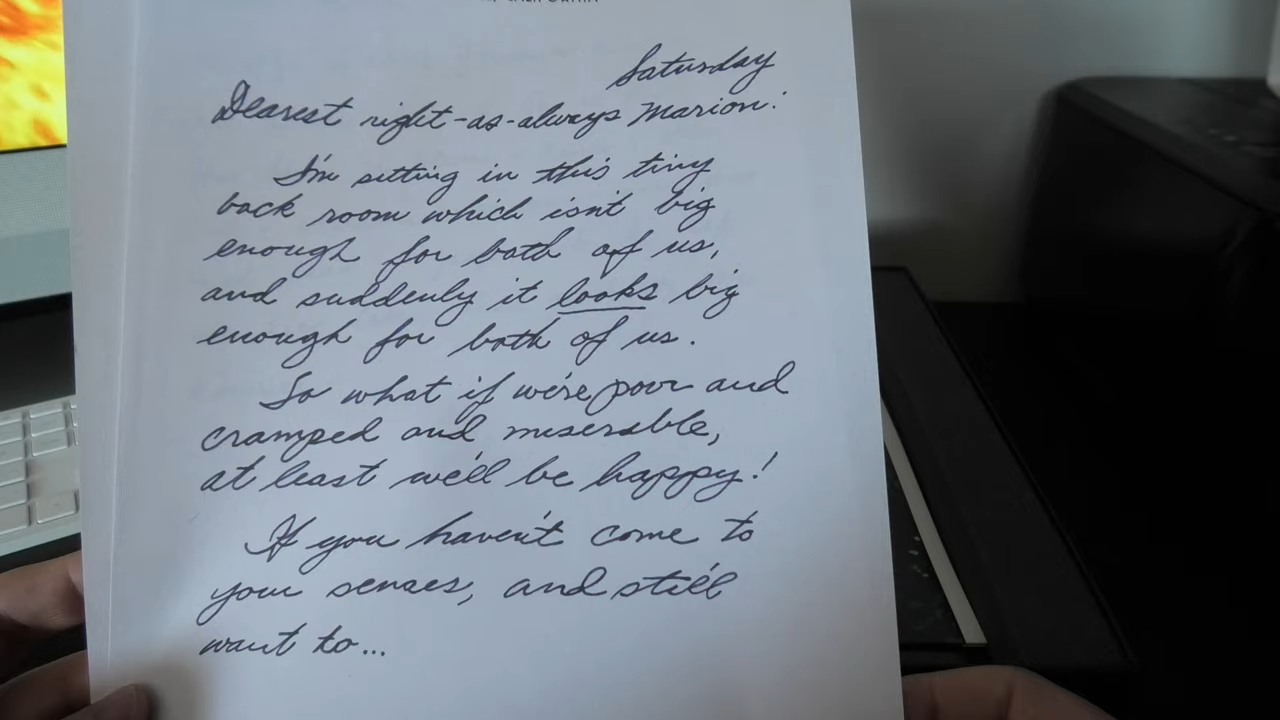 Saturday
Dearest right-as-always Marion:
I'm sitting in this tiny
back room which isn't big
enough for both of us,
and suddenly it looks big
enough for both of us.
So what if we're poor and
cramped and miserable,
at least we'll be happy!
If you haven't come to
your senses, and still
want to...